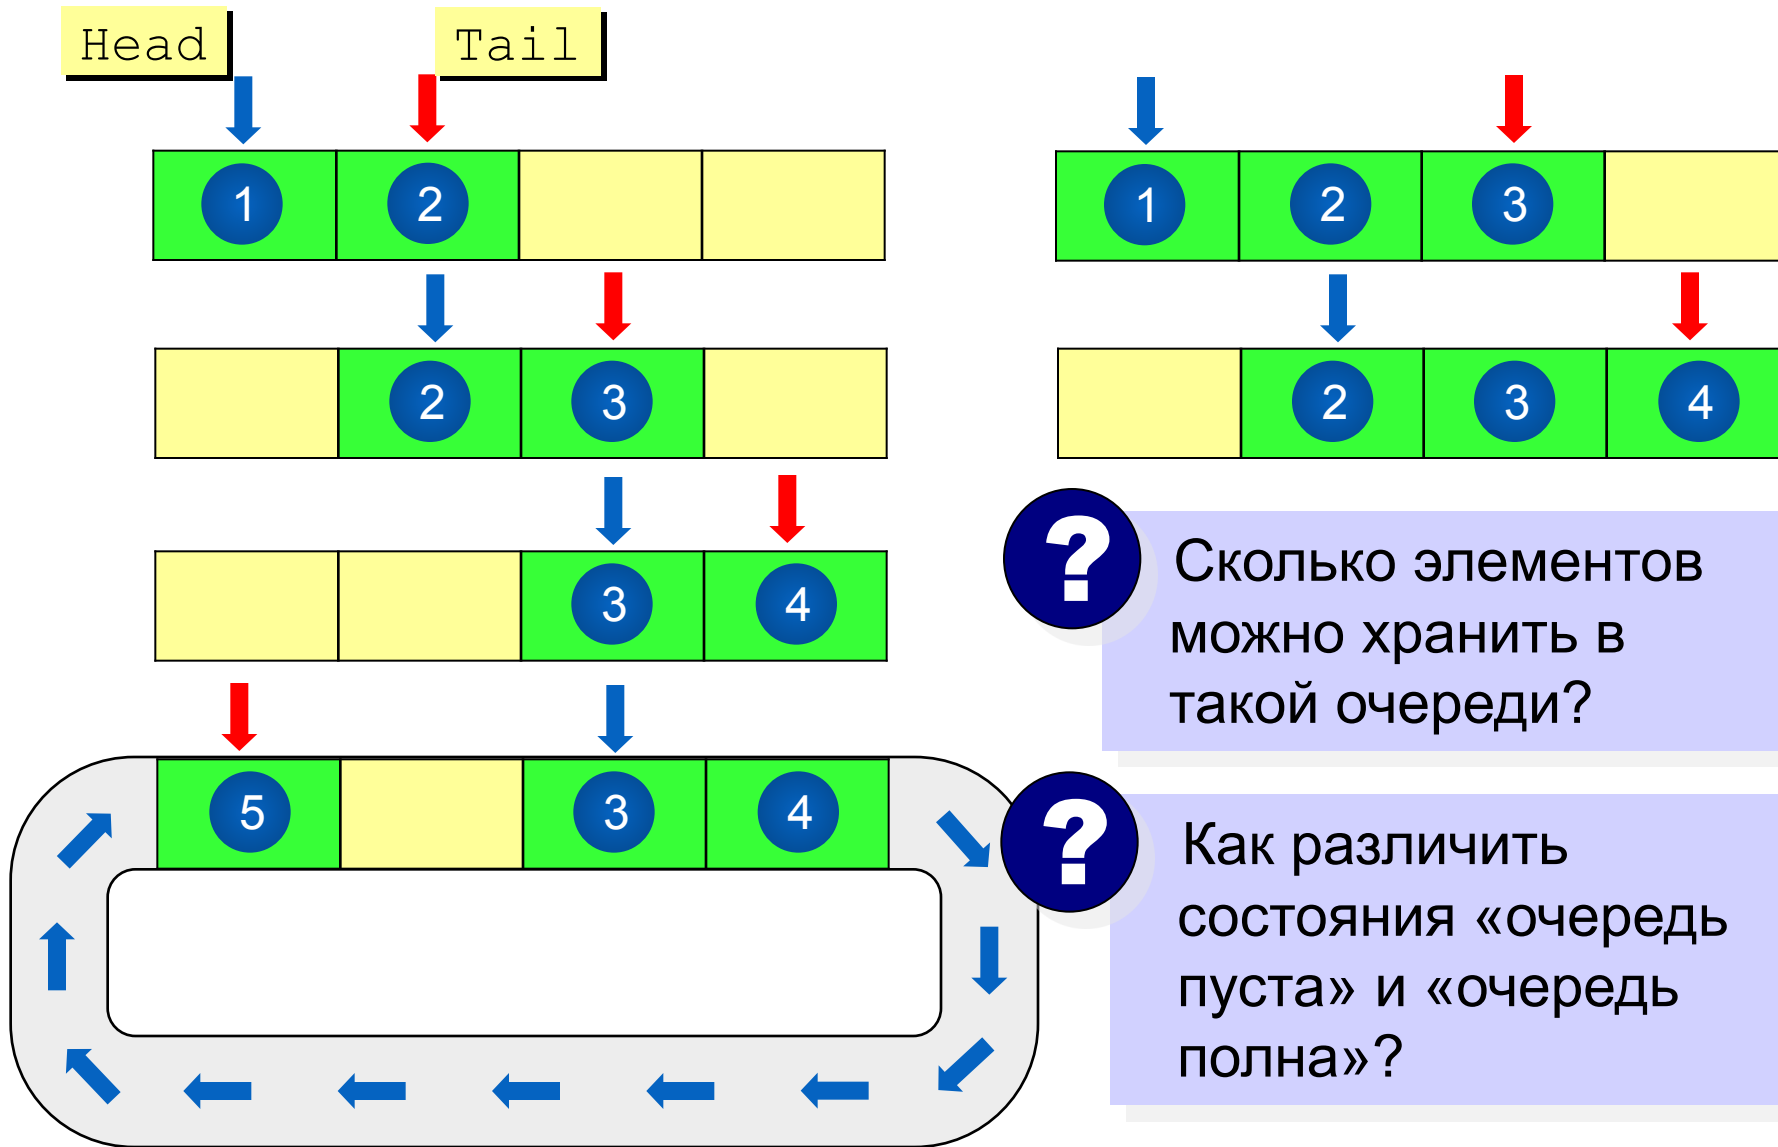 Head Tail
1 2
1 2 3
2 3
2 3 4
3 4
5 3 4
? Сколько элементов
можно хранить в
такой очереди?
? Как различить
состояния «очередь
пуста» и «очередь
полна»?